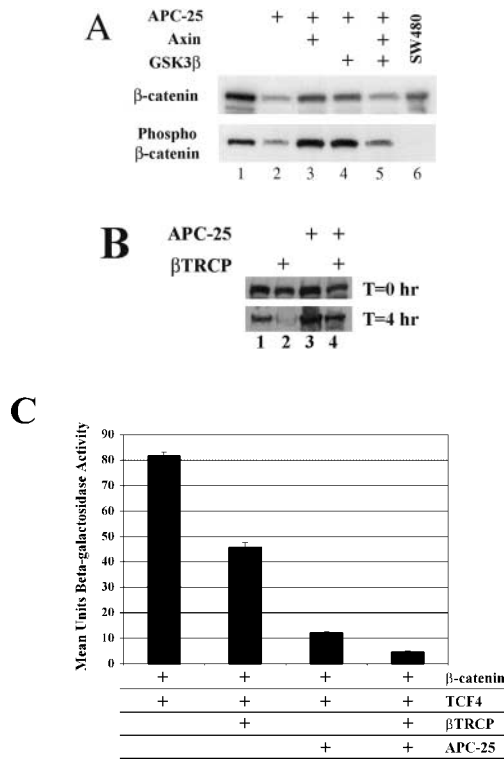 A
APC-25 + + + +
Axin + +
GSK3β + +
SW480
β-catenin
Phospho
β-catenin
1 2 3 4 5 6
B
APC-25 + +
βTRCP + +
T=0 hr
T=4 hr
1 2 3 4
C
Mean Units Beta-galactosidase Activity
90
80
70
60
50
40
30
20
10
0
+ + + + β-catenin
+ + + + TCF4
+ + βTRCP
+ + APC-25